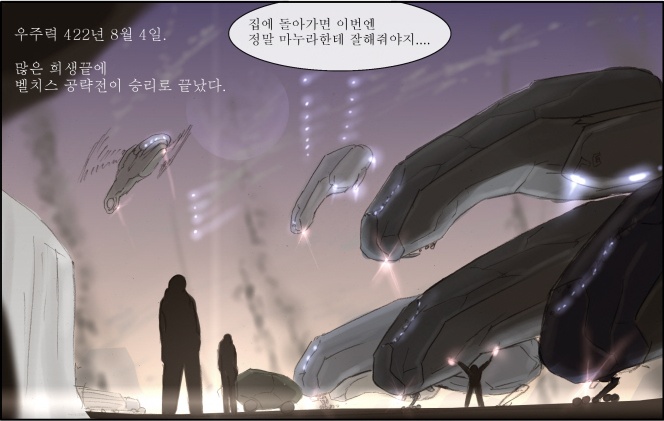 우주력 422년 8월 4일.
많은 희생끝에
벨치스 공략전이 승리로 끝났다.
집에 돌아가면 이번엔
정말 마누라한테 잘해줘야지....